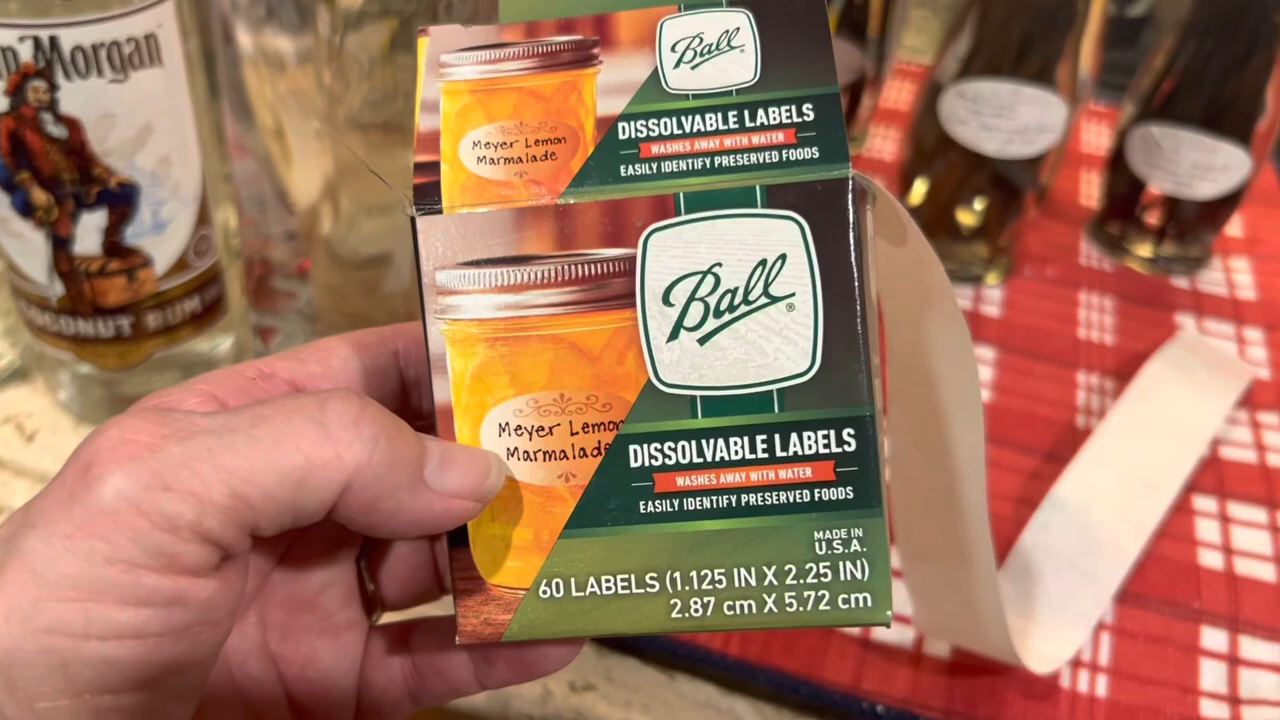 Morgan
COCONUT RUM
Ball
DISSOLVABLE LABELS
WASHES AWAY WITH WATER
EASILY IDENTIFY PRESERVED FOODS
Meyer Lemon
Marmalade
Ball®
Meyer Lemon
Marmalade
DISSOLVABLE LABELS
WASHES AWAY WITH WATER
EASILY IDENTIFY PRESERVED FOODS
MADE IN
U.S.A.
60 LABELS (1.125 IN X 2.25 IN)
2.87 cm X 5.72 cm